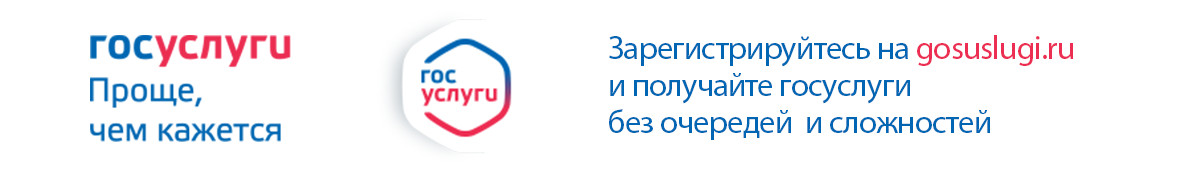 госуслуги
Проще,
чем кажется
гос
услуги
Зарегистрируйтесь на gosuslugi.ru
и получайте госуслуги
без очередей и сложностей